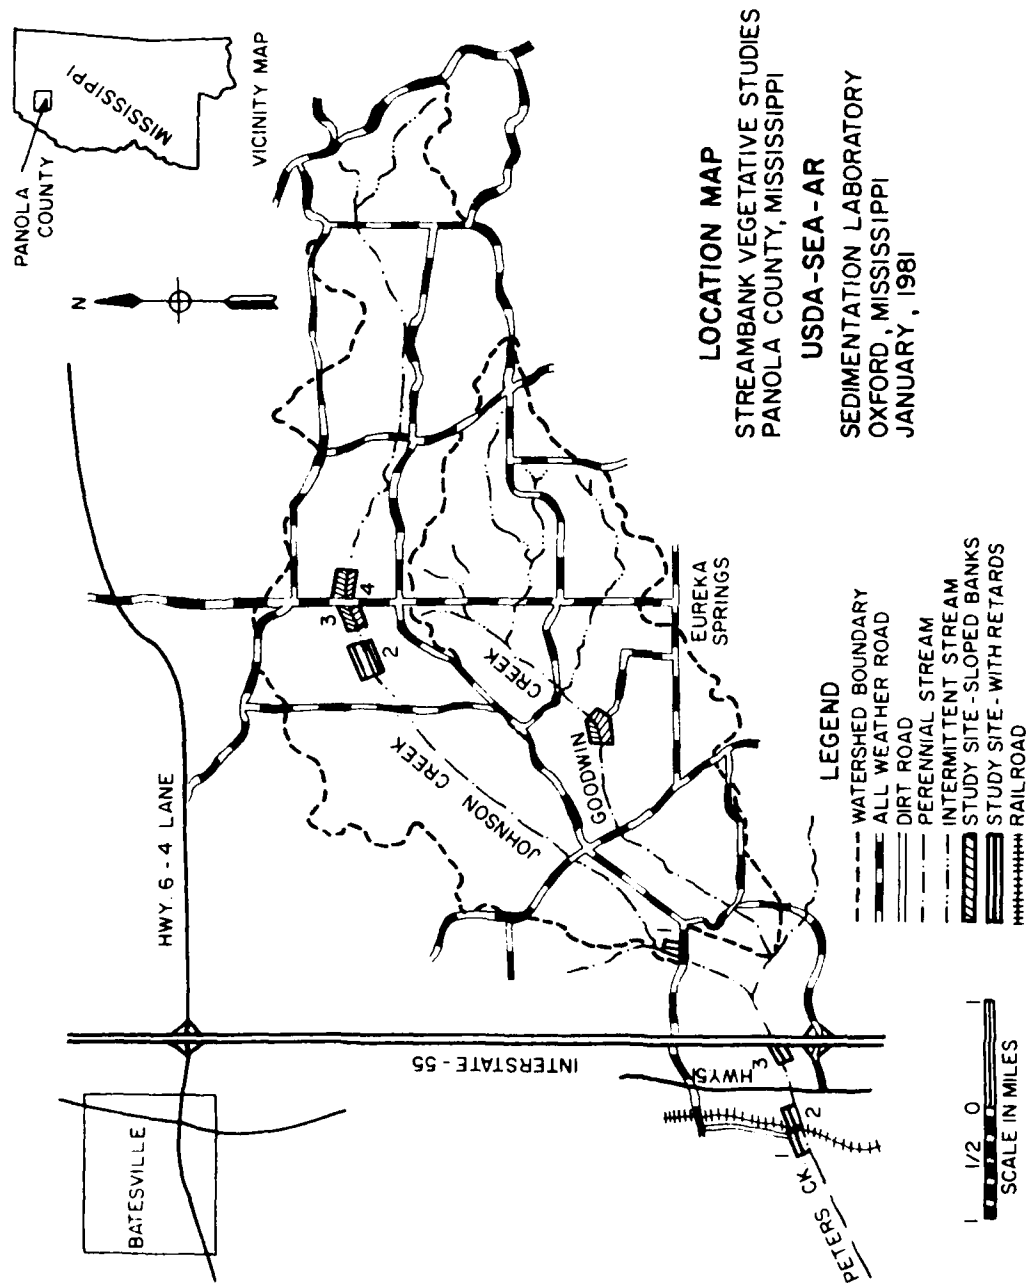 PANOLA
COUNTY
MISSISSIPPI
VICINITY MAP
N
HWY. 6 - 4 LANE
BATESVILLE
INTERSTATE - 55
HWY 51
JOHNSON CREEK
GOODWIN CREEK
PETERS CK.
EUREKA
SPRINGS
1
2
3
4
1
2
3
LOCATION MAP
STREAMBANK VEGETATIVE STUDIES
PANOLA COUNTY, MISSISSIPPI
USDA-SEA-AR
SEDIMENTATION LABORATORY
OXFORD, MISSISSIPPI
JANUARY, 1981
LEGEND
WATERSHED BOUNDARY
ALL WEATHER ROAD
DIRT ROAD
PERENNIAL STREAM
INTERMITTENT STREAM
STUDY SITE-SLOPED BANKS
STUDY SITE-WITH RETARDS
RAILROAD
1 1/2 0 1
SCALE IN MILES